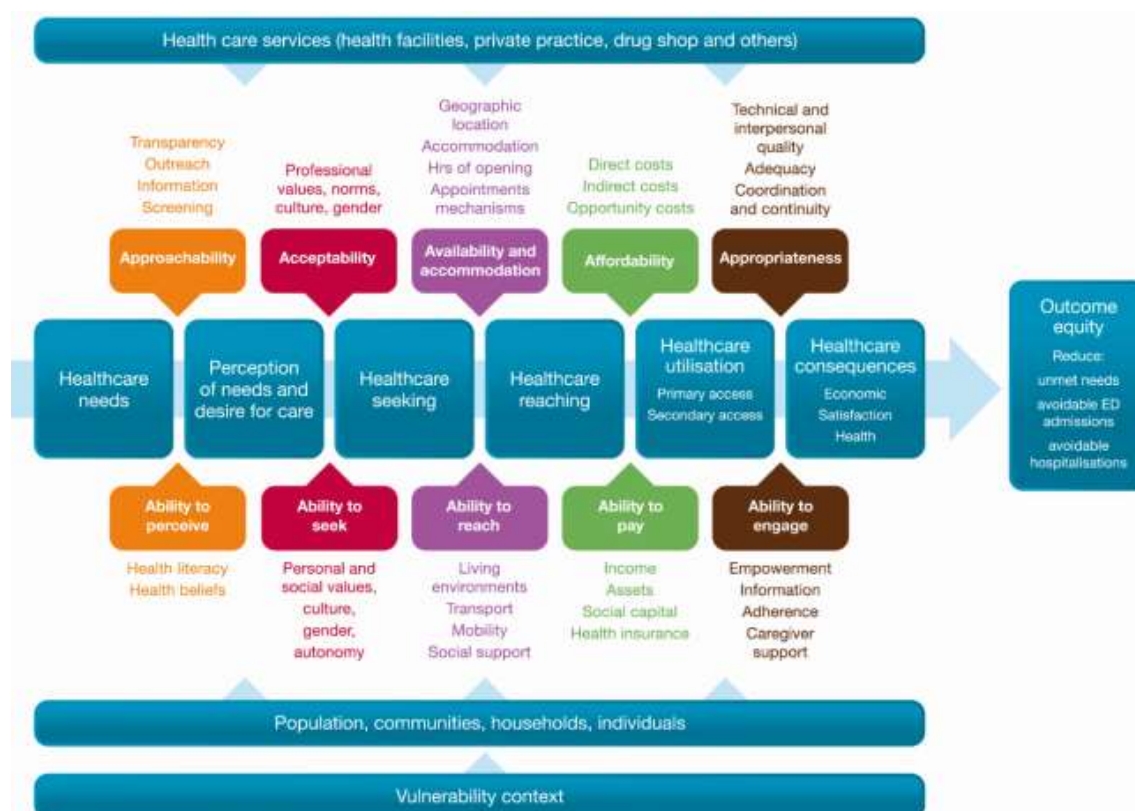 Health care services (health facilities, private practice, drug shop and others)
Transparency
Outreach
Information
Screening
Professional
values, norms,
culture, gender
Geographic
location
Accommodation
Hrs of opening
Appointments
mechanisms
Direct costs
Indirect costs
Opportunity costs
Technical and
interpersonal
quality
Adequacy
Coordination
and continuity
Approachability
Acceptability
Availability and
accommodation
Affordability
Appropriateness
Healthcare
needs
Perception
of needs and
desire for care
Healthcare
seeking
Healthcare
reaching
Healthcare
utilisation
Primary access
Secondary access
Healthcare
consequences
Economic
Satisfaction
Health
Outcome
equity
Reduce:
unmet needs
avoidable ED
admissions
avoidable
hospitalisations
Ability to
perceive
Ability to
seek
Ability to
reach
Ability to
pay
Ability to
engage
Health literacy
Health beliefs
Personal and
social values,
culture,
gender,
autonomy
Living
environments
Transport
Mobility
Social support
Income
Assets
Social capital
Health insurance
Empowerment
Information
Adherence
Caregiver
support
Population, communities, households, individuals
Vulnerability context